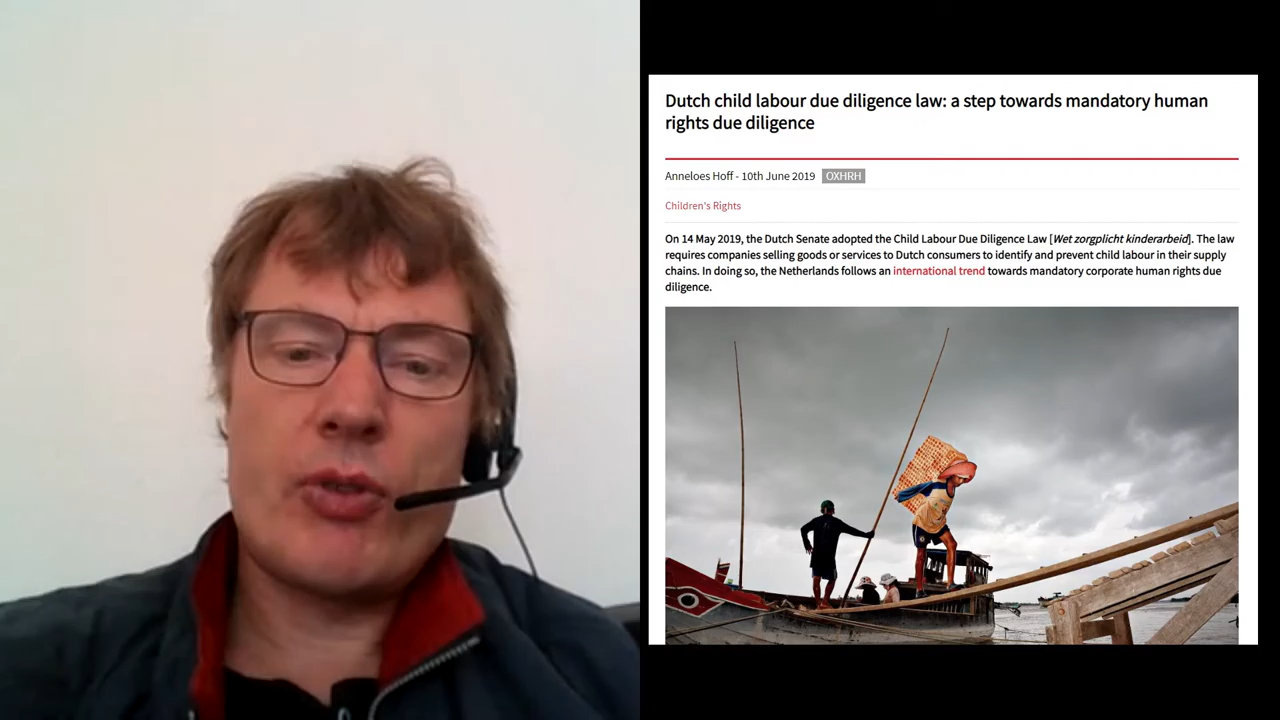 Dutch child labour due diligence law: a step towards mandatory human
rights due diligence
Anneloes Hoff - 10th June 2019 OXHRH
Children's Rights
On 14 May 2019, the Dutch Senate adopted the Child Labour Due Diligence Law [Wet zorgplicht kinderarbeid]. The law
requires companies selling goods or services to Dutch consumers to identify and prevent child labour in their supply
chains. In doing so, the Netherlands follows an international trend towards mandatory corporate human rights due
diligence.